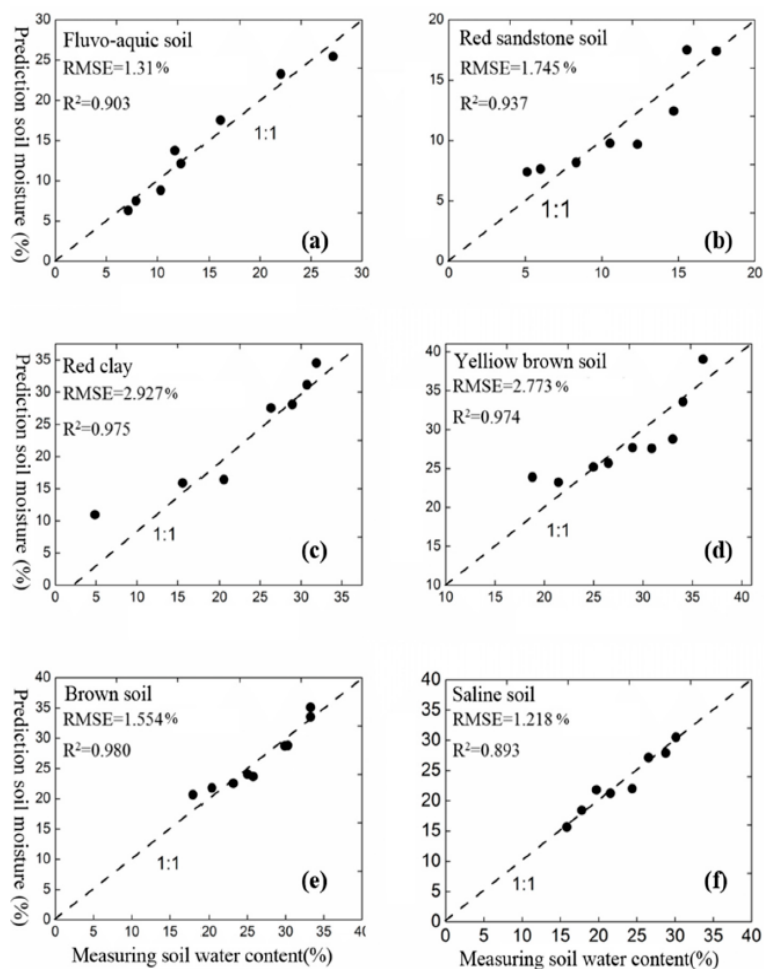 Prediction soil moisture (%)
30
25
20
15
10
5
0
Fluvo-aquic soil
RMSE=1.31%
R²=0.903
1:1
(a)
0 5 10 15 20 25 30
20
15
10
5
0
Red sandstone soil
RMSE=1.745%
R²=0.937
1:1
(b)
0 5 10 15 20
Prediction soil moisture (%)
35
30
25
20
15
10
5
0
Red clay
RMSE=2.927%
R²=0.975
1:1
(c)
0 5 10 15 20 25 30 35
40
35
30
25
20
15
10
Yelliow brown soil
RMSE=2.773%
R²=0.974
1:1
(d)
10 15 20 25 30 35 40
Prediction soil moisture (%)
40
35
30
25
20
15
10
5
0
Brown soil
RMSE=1.554%
R²=0.980
1:1
(e)
0 5 10 15 20 25 30 35 40
Measuring soil water content(%)
40
35
30
25
20
15
10
5
0
Saline soil
RMSE=1.218%
R²=0.893
1:1
(f)
0 5 10 15 20 25 30 35 40
Measuring soil water content(%)